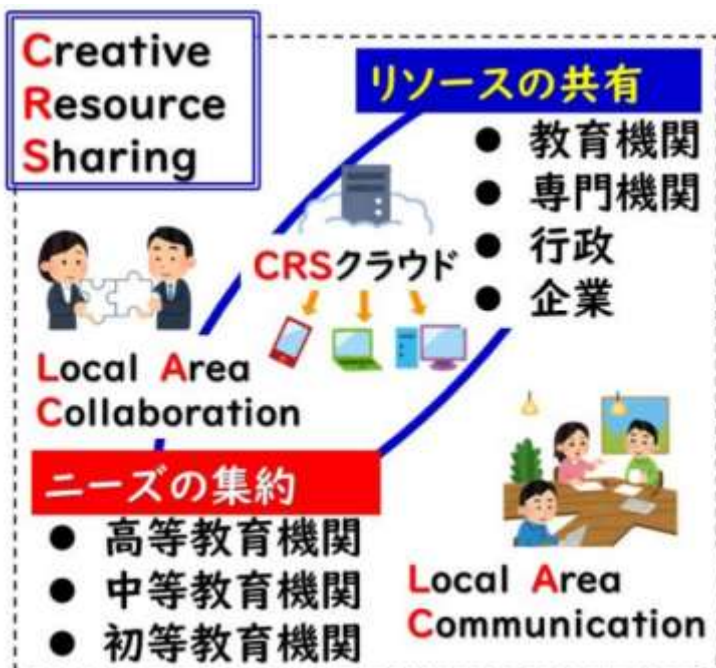 Creative
Resource
Sharing
リソースの共有
● 教育機関
● 専門機関
● 行政
● 企業
CRSクラウド
Local Area
Collaboration
ニーズの集約
● 高等教育機関
● 中等教育機関
● 初等教育機関
Local Area
Communication